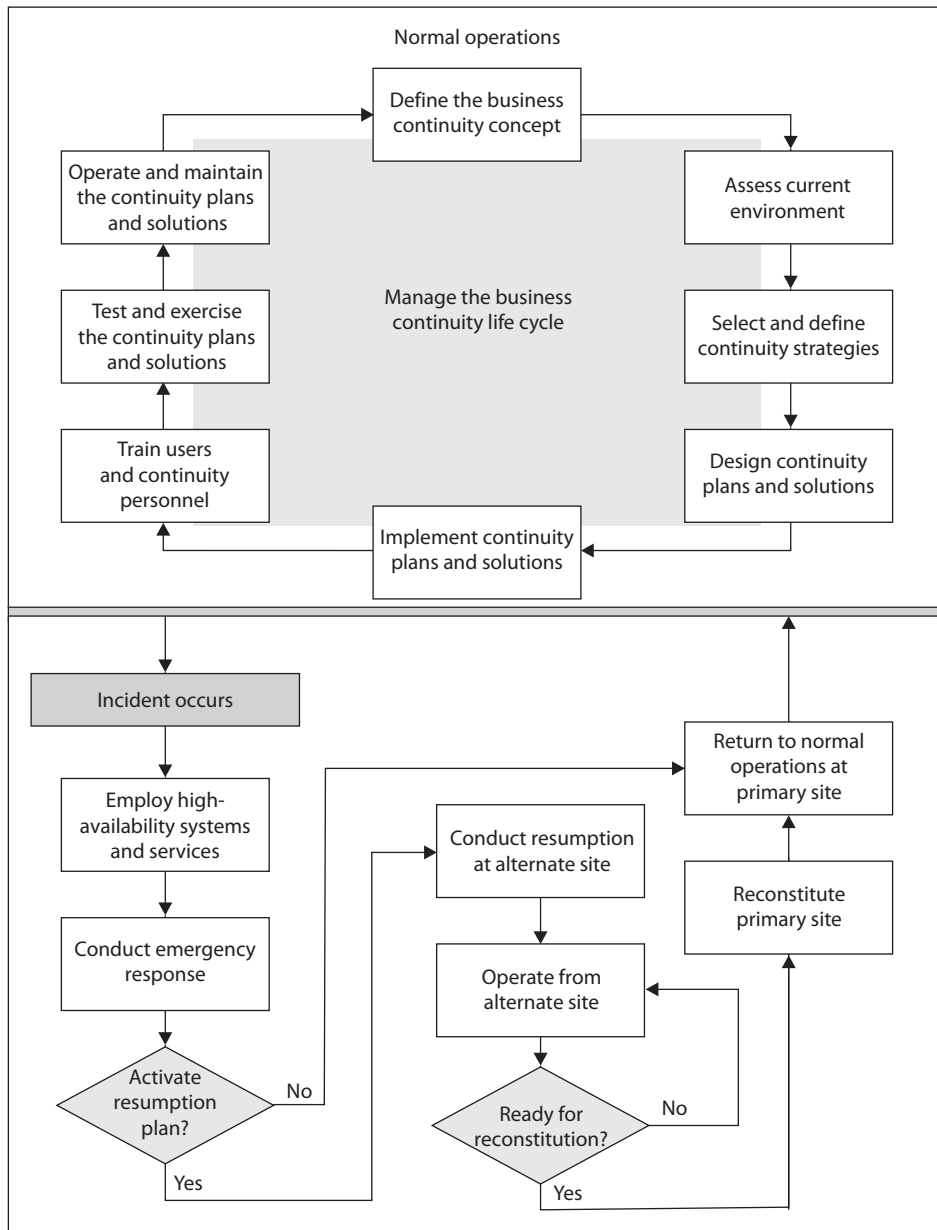 Normal operations
Define the business
continuity concept
Assess current
environment
Select and define
continuity strategies
Design continuity
plans and solutions
Implement continuity
plans and solutions
Train users
and continuity
personnel
Test and exercise
the continuity plans
and solutions
Operate and maintain
the continuity plans
and solutions
Manage the business
continuity life cycle
Incident occurs
Employ high-
availability systems
and services
Conduct emergency
response
Activate
resumption
plan?
No
Yes
Conduct resumption
at alternate site
Operate from
alternate site
Ready for
reconstitution?
No
Yes
Reconstitute
primary site
Return to normal
operations at
primary site